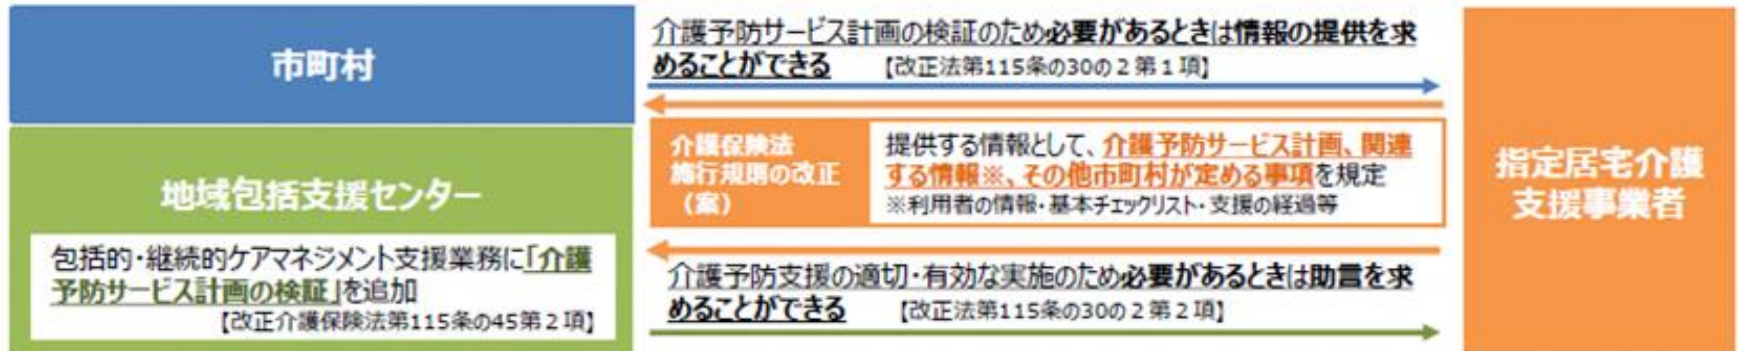 市町村
地域包括支援センター
包括的・継続的ケアマネジメント支援業務に「介護
予防サービス計画の検証」を追加
【改正介護保険法第115条の45第2項】
介護予防サービス計画の検証のため必要があるときは情報の提供を求
めることができる 【改正法第115条の30の2第1項】
介護保険法
施行規則の改正
（案）
提供する情報として、介護予防サービス計画、関連
する情報※、その他市町村が定める事項を規定
※利用者の情報・基本チェックリスト・支援の経過等
介護予防支援の適切・有効な実施のため必要があるときは助言を求
めることができる 【改正法第115条の30の2第2項】
指定居宅介護
支援事業者